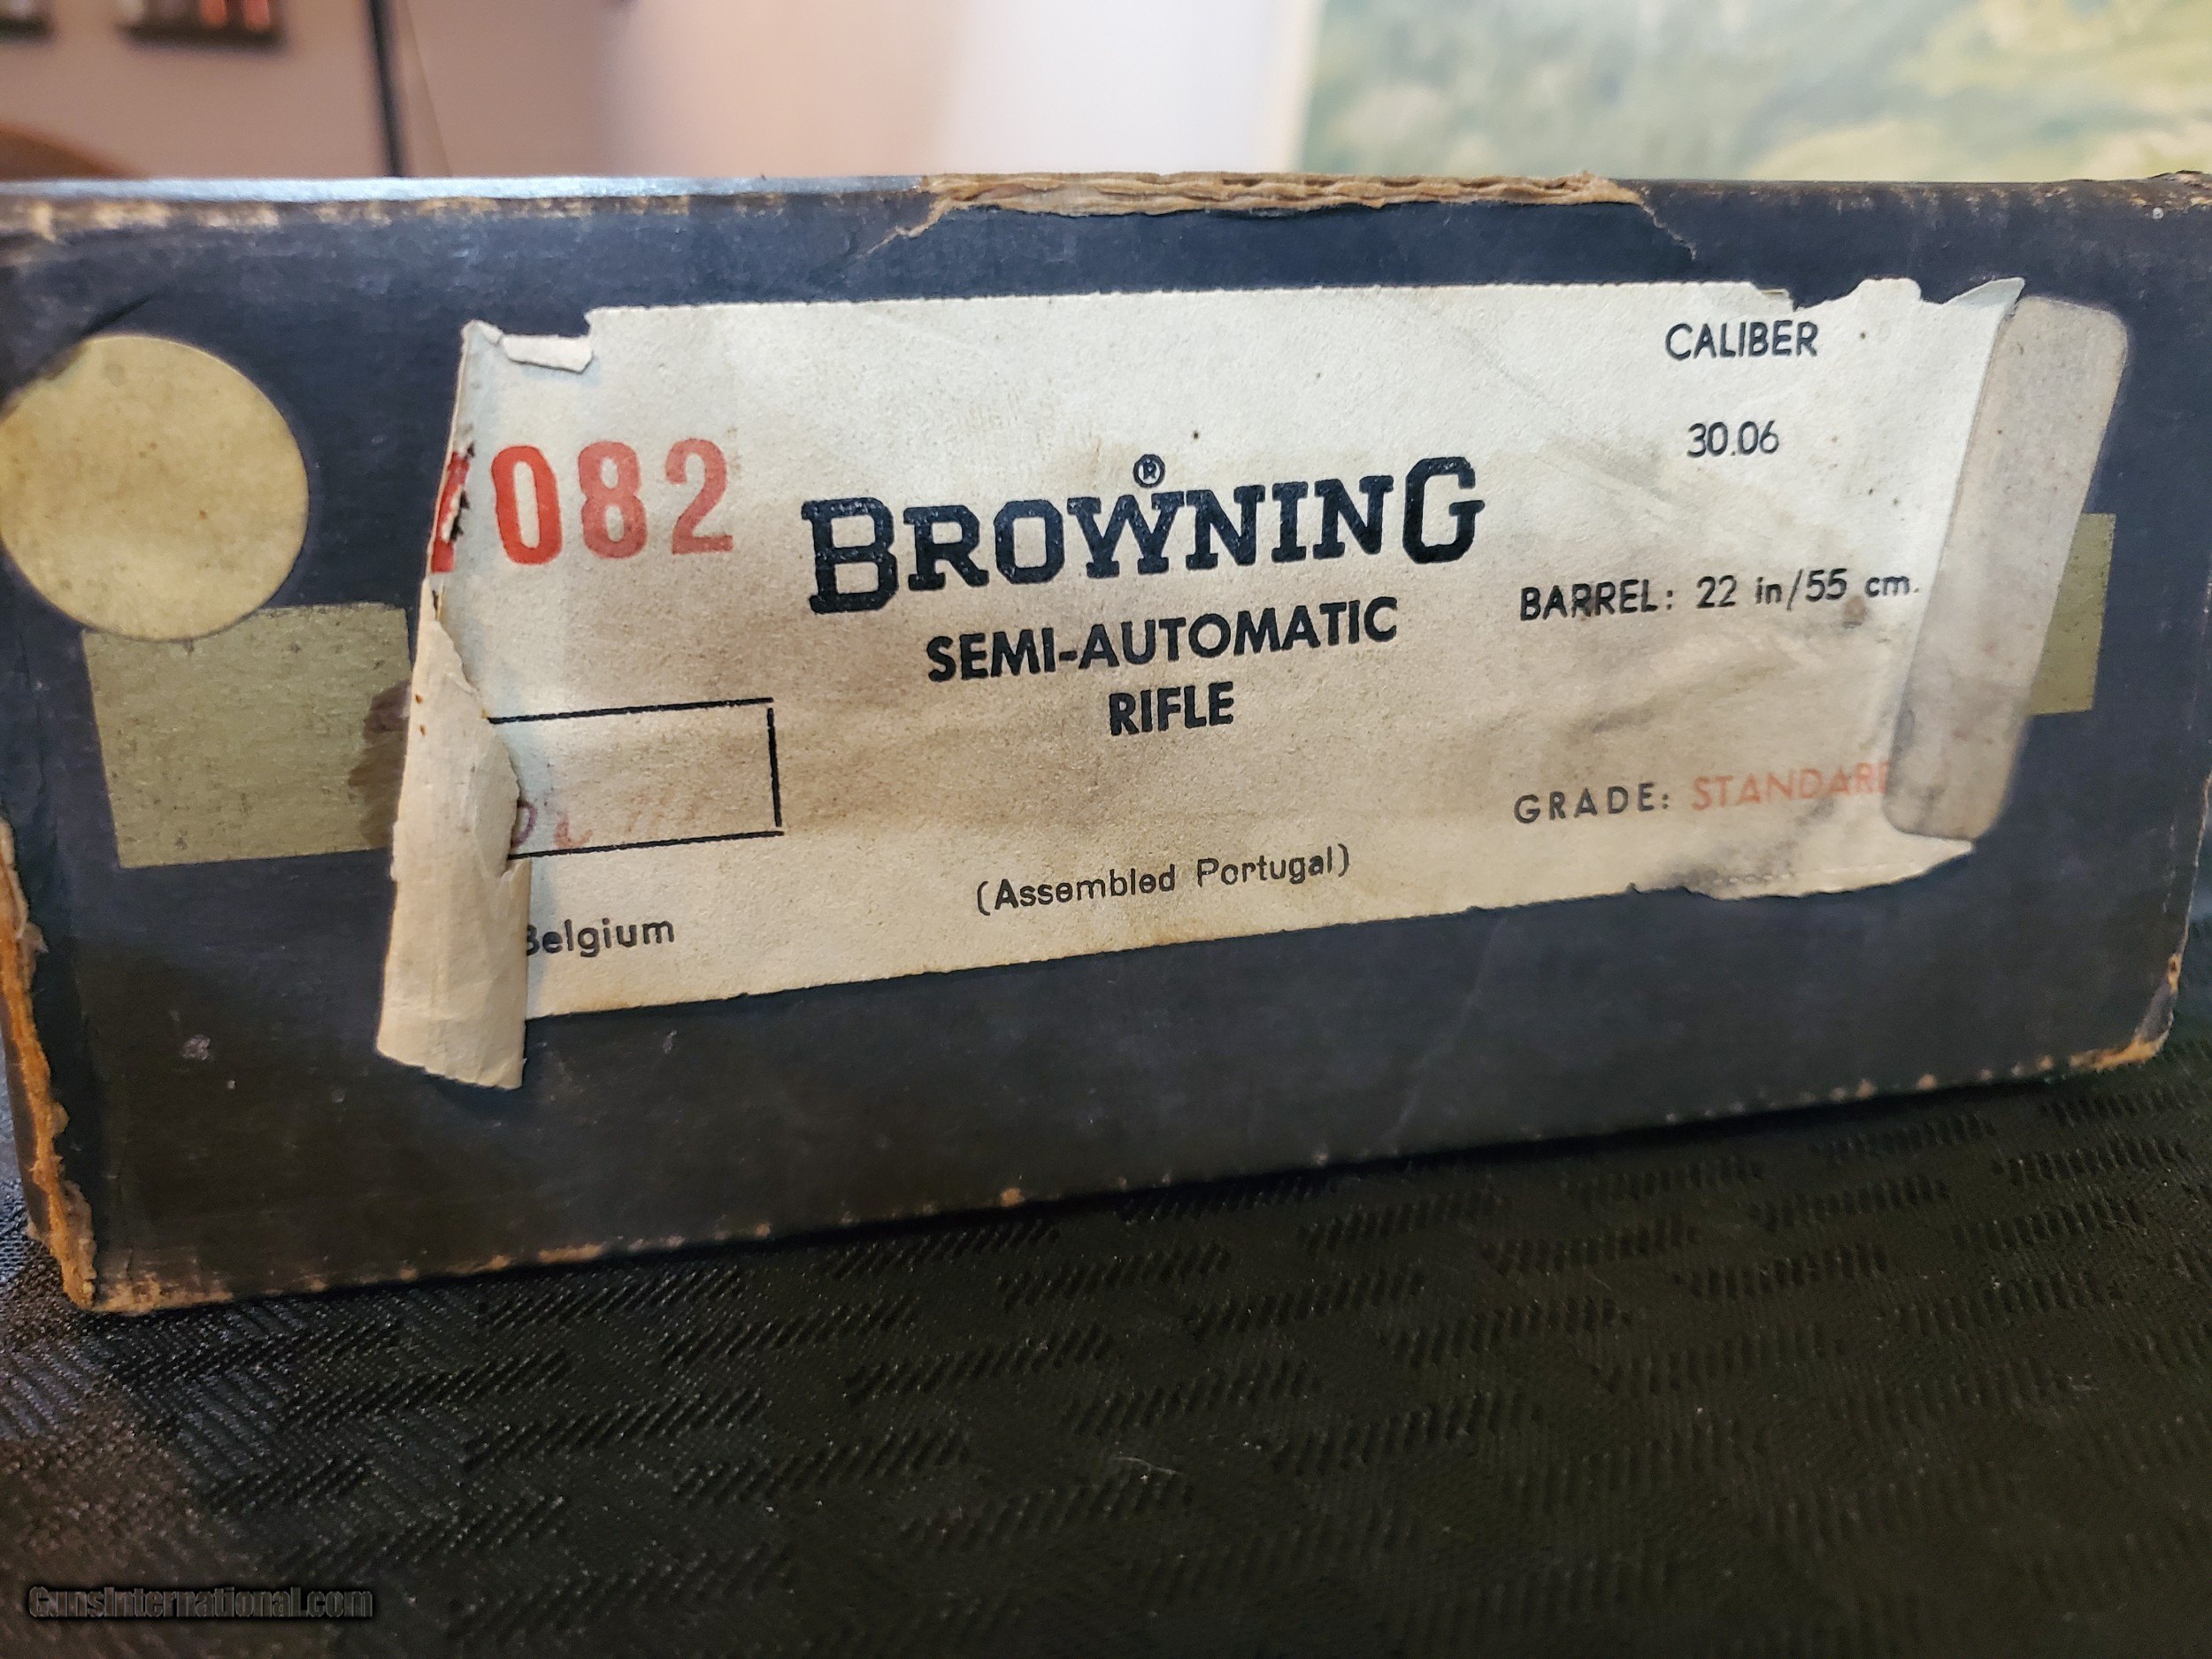 CALIBER
30.06
082
®
BROWNING
SEMI-AUTOMATIC
RIFLE
BARREL: 22 in/55 cm.
GRADE: STANDARD
(Assembled Portugal)
Belgium
GunsInternational.com